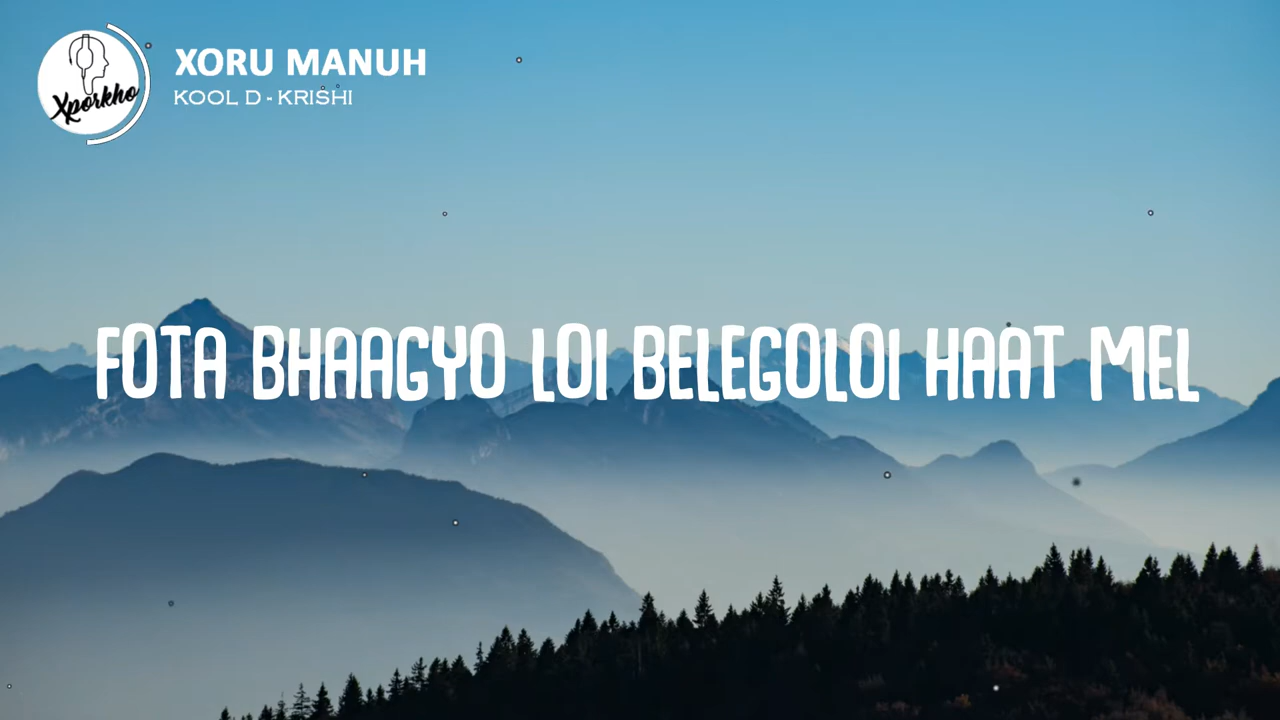 Xporkho
XORU MANUH
KOOL D - KRISHI
FOTA BHAAGYO LOI BELEGOLOI HAAT MEL